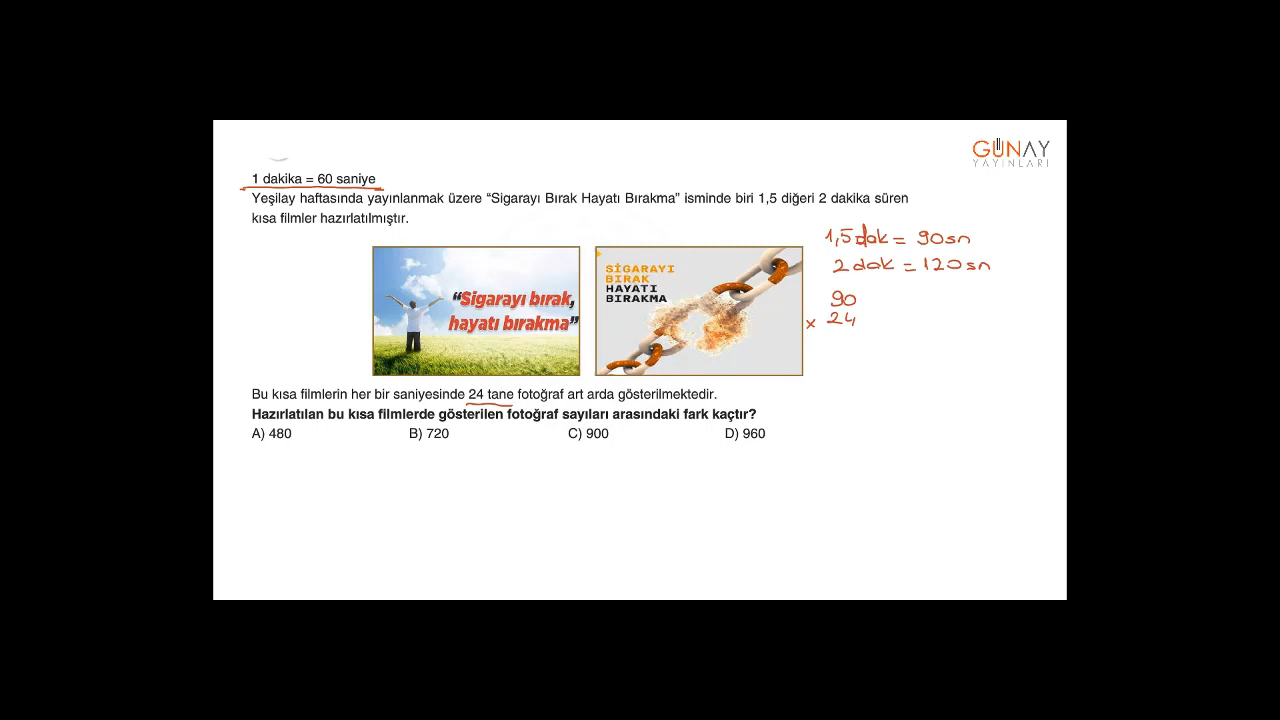 GÜNAY
YAYINLARI
1 dakika = 60 saniye
Yeşilay haftasında yayınlanmak üzere “Sigarayı Bırak Hayatı Bırakma” isminde biri 1,5 diğeri 2 dakika süren
kısa filmler hazırlatılmıştır.
1,5 dak = 90 sn
2 dak = 120 sn
90
x 24
“Sigarayı bırak,
hayatı bırakma”
SİGARAYI
BIRAK
HAYATI
BIRAKMA
Bu kısa filmlerin her bir saniyesinde 24 tane fotoğraf art arda gösterilmektedir.
Hazırlatılan bu kısa filmlerde gösterilen fotoğraf sayıları arasındaki fark kaçtır?
A) 480 B) 720 C) 900 D) 960